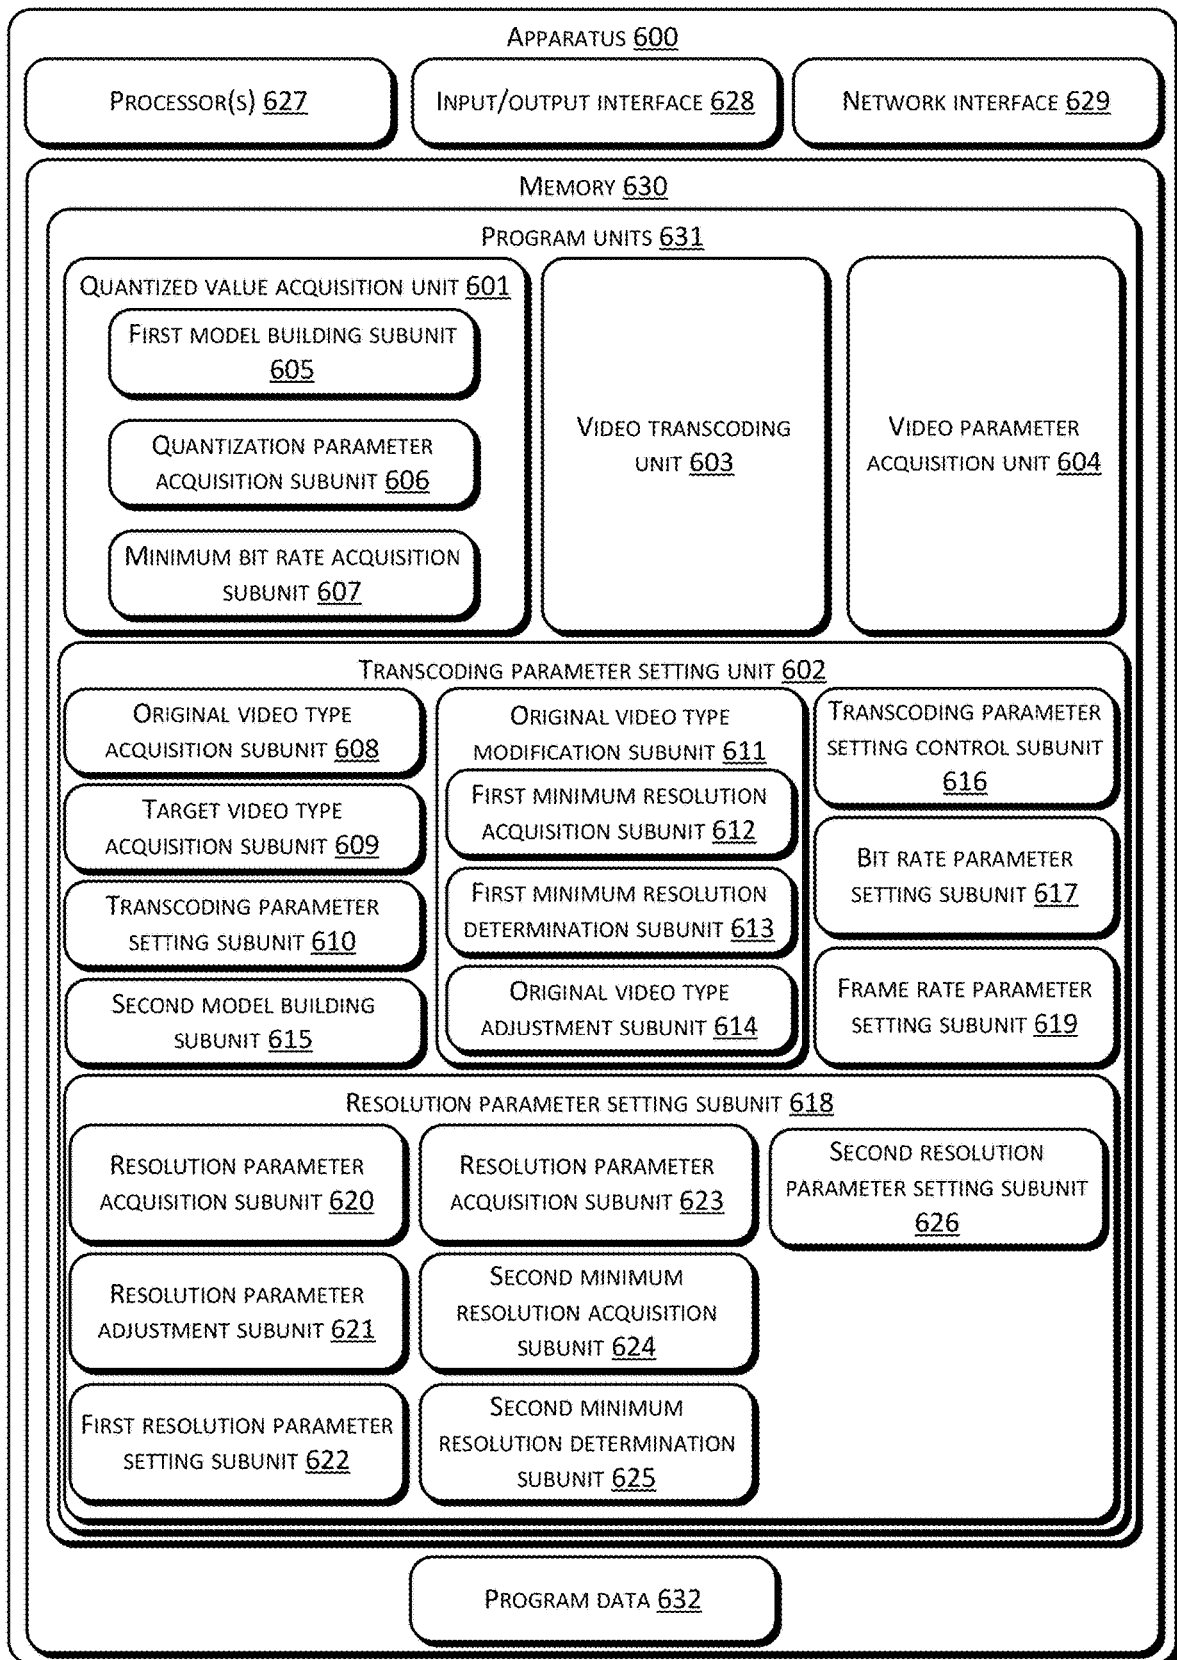 APPARATUS 600
PROCESSOR(S) 627
INPUT/OUTPUT INTERFACE 628
NETWORK INTERFACE 629
MEMORY 630
PROGRAM UNITS 631
QUANTIZED VALUE ACQUISITION UNIT 601
FIRST MODEL BUILDING SUBUNIT
605
QUANTIZATION PARAMETER
ACQUISITION SUBUNIT 606
MINIMUM BIT RATE ACQUISITION
SUBUNIT 607
VIDEO TRANSCODING
UNIT 603
VIDEO PARAMETER
ACQUISITION UNIT 604
TRANSCODING PARAMETER SETTING UNIT 602
ORIGINAL VIDEO TYPE
ACQUISITION SUBUNIT 608
TARGET VIDEO TYPE
ACQUISITION SUBUNIT 609
TRANSCODING PARAMETER
SETTING SUBUNIT 610
SECOND MODEL BUILDING
SUBUNIT 615
ORIGINAL VIDEO TYPE
MODIFICATION SUBUNIT 611
FIRST MINIMUM RESOLUTION
ACQUISITION SUBUNIT 612
FIRST MINIMUM RESOLUTION
DETERMINATION SUBUNIT 613
ORIGINAL VIDEO TYPE
ADJUSTMENT SUBUNIT 614
TRANSCODING PARAMETER
SETTING CONTROL SUBUNIT
616
BIT RATE PARAMETER
SETTING SUBUNIT 617
FRAME RATE PARAMETER
SETTING SUBUNIT 619
RESOLUTION PARAMETER SETTING SUBUNIT 618
RESOLUTION PARAMETER
ACQUISITION SUBUNIT 620
RESOLUTION PARAMETER
ADJUSTMENT SUBUNIT 621
FIRST RESOLUTION PARAMETER
SETTING SUBUNIT 622
RESOLUTION PARAMETER
ACQUISITION SUBUNIT 623
SECOND MINIMUM
RESOLUTION ACQUISITION
SUBUNIT 624
SECOND MINIMUM
RESOLUTION DETERMINATION
SUBUNIT 625
SECOND RESOLUTION
PARAMETER SETTING SUBUNIT
626
PROGRAM DATA 632